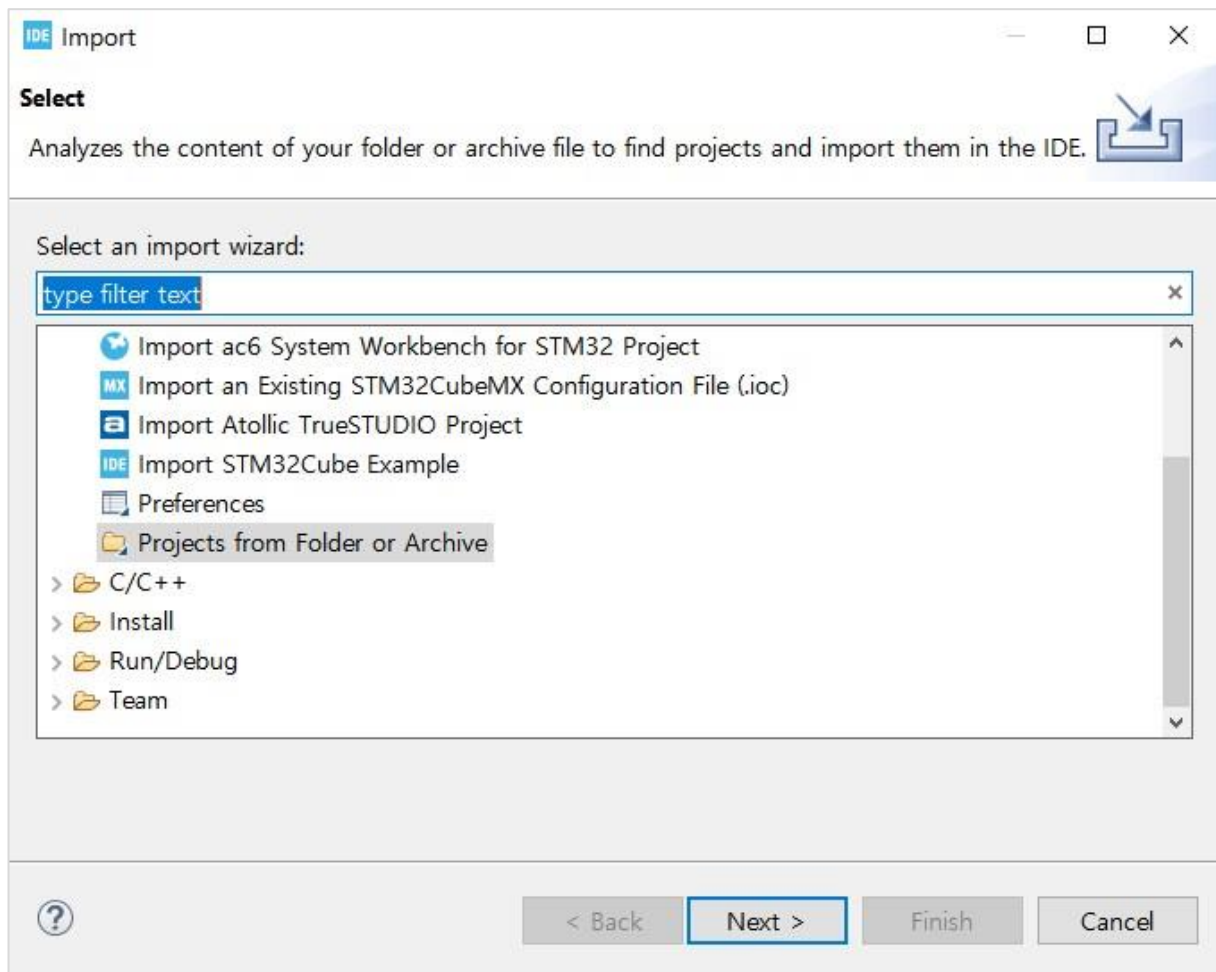 IDE Import
Select
Analyzes the content of your folder or archive file to find projects and import them in the IDE.
Select an import wizard:
type filter text
Import ac6 System Workbench for STM32 Project
MX Import an Existing STM32CubeMX Configuration File (.ioc)
a Import Atollic TrueSTUDIO Project
IDE Import STM32Cube Example
Preferences
Projects from Folder or Archive
C/C++
Install
Run/Debug
Team
? < Back Next > Finish Cancel